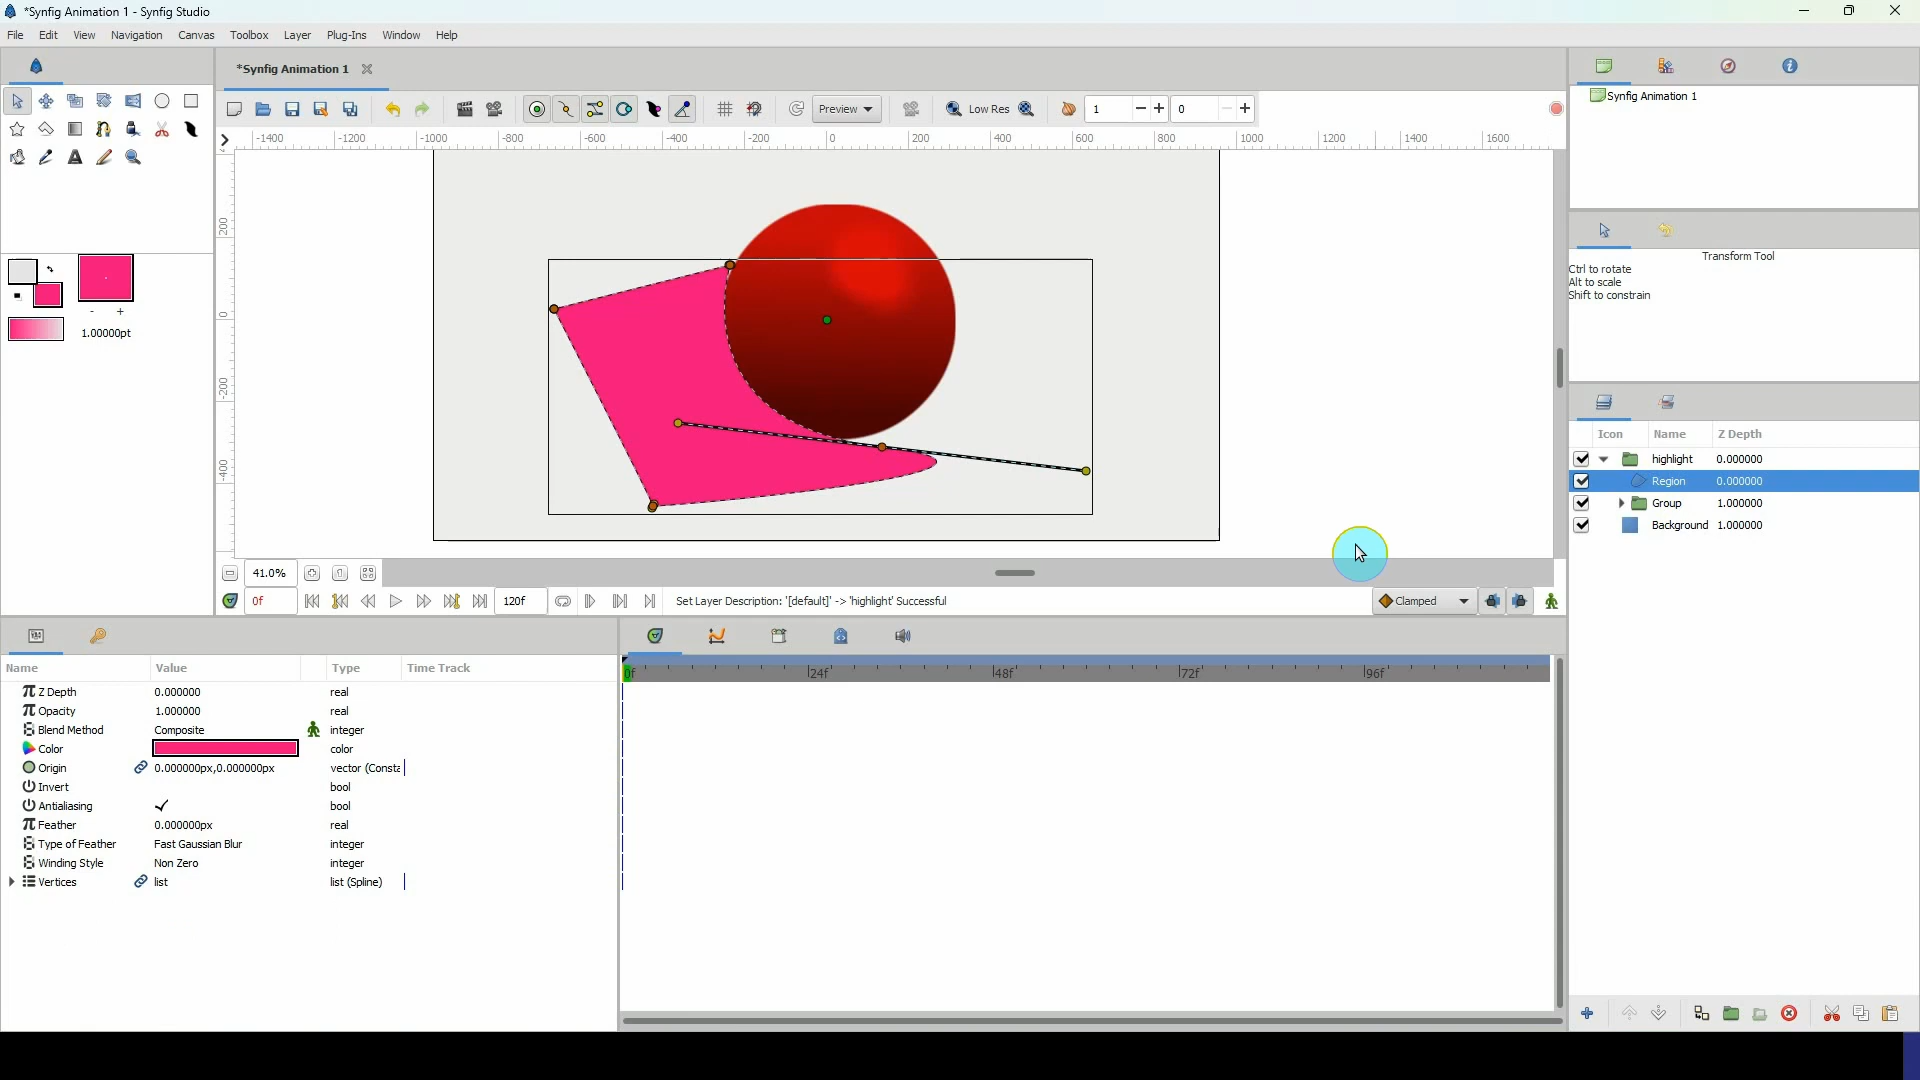 *Synfig Animation 1 - Synfig Studio
File Edit View Navigation Canvas Toolbox Layer Plug-Ins Window Help
*Synfig Animation 1
Preview Low Res 1 0
-1400 -1200 -1000 -800 -600 -400 -200 0 200 400 600 800 1000 1200 1400 1600
200
0
-200
-400
- +
1.00000pt
Synfig Animation 1
Transform Tool
Ctrl to rotate
Alt to scale
Shift to constrain
Icon Name Z Depth
highlight 0.000000
Region 0.000000
Group 1.000000
Background 1.000000
41.0%
0f 120f Set Layer Description: '[default]' -> 'highlight' Successful Clamped
Name Value Type Time Track
Z Depth 0.000000 real
Opacity 1.000000 real
Blend Method Composite integer
Color color
Origin 0.000000px,0.000000px vector (Consta
Invert bool
Antialiasing bool
Feather 0.000000px real
Type of Feather Fast Gaussian Blur integer
Winding Style Non Zero integer
Vertices list list (Spline)
0f 24f 48f 72f 96f